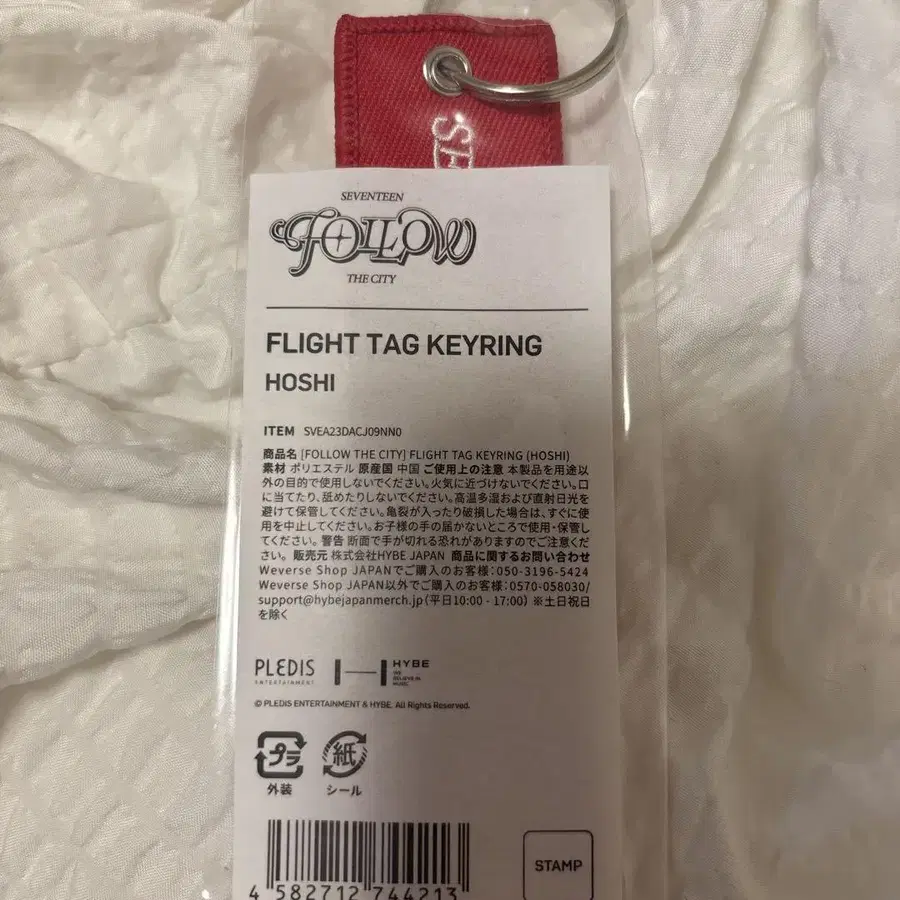 SE
SEVENTEEN
FOLLOW
THE CITY
FLIGHT TAG KEYRING
HOSHI
ITEM SVEA23DACJ09NN0
商品名 [FOLLOW THE CITY] FLIGHT TAG KEYRING (HOSHI)
素材 ポリエステル 原産国 中国 ご使用上の注意 本製品を用途以
外の目的で使用しないでください。火気に近づけないでください。口
に当てたり、舐めたりしないでください。高温多湿および直射日光を
避けて保管してください。亀裂が入ったり破損した場合は、すぐに使
用を中止してください。お子様の手の届かないところで使用・保管し
てください。警告 断面で手が切れる恐れがありますのでご注意くださ
い。 販売元 株式会社HYBE JAPAN 商品に関するお問い合わせ
Weverse Shop JAPANでご購入のお客様：050-3196-5424
Weverse Shop JAPAN以外でご購入のお客様：0570-058030/
support@hybejapanmerch.jp(平日10:00 - 17:00) ※土日祝日
を除く
PLEDIS
ENTERTAINMENT
HYBE
WE
BELIEVE IN
MUSIC
© PLEDIS ENTERTAINMENT & HYBE. All Rights Reserved.
プラ
外装
紙
シール
STAMP
4 582712 744213